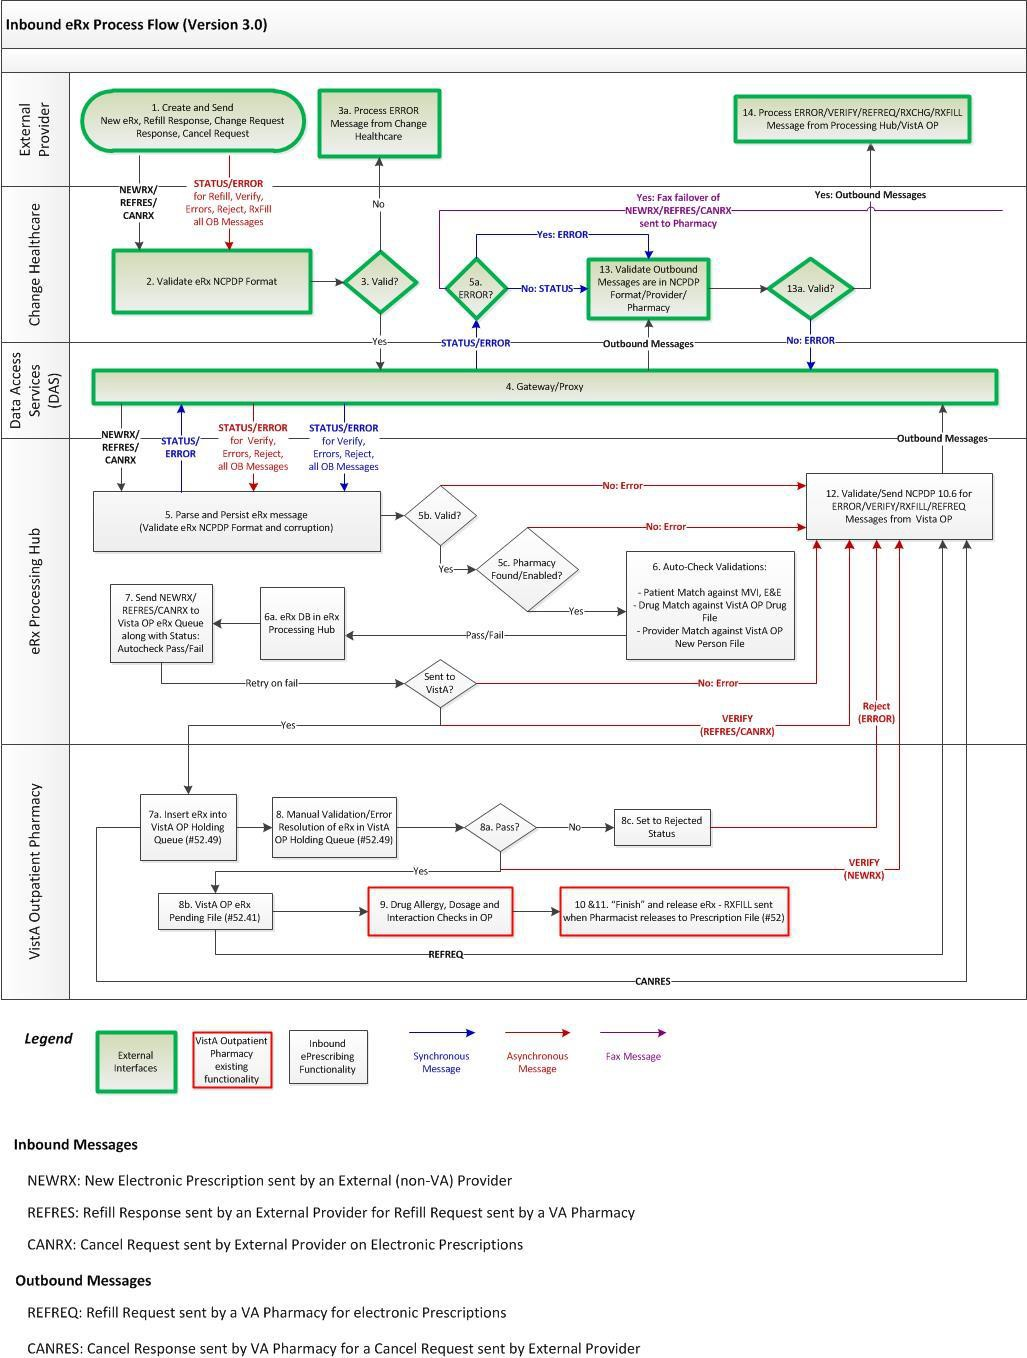 Inbound eRx Process Flow (Version 3.0)
External
Provider
1. Create and Send
New eRx, Refill Response, Change Request
Response, Cancel Request
3a. Process ERROR
Message from Change
Healthcare
14. Process ERROR/VERIFY/REFREQ/RXCHG/RXFILL
Message from Processing Hub/VistA OP
NEWRX/
REFRES/
CANRX
STATUS/ERROR
for Refill, Verify,
Errors, Reject, RxFill
all OB Messages
No
Yes: Fax failover of
NEWRX/REFRES/CANRX
sent to Pharmacy
Yes: Outbound Messages
Change Healthcare
2. Validate eRx NCPDP Format
3. Valid?
Yes: ERROR
5a.
ERROR?
No: STATUS
13. Validate Outbound
Messages are in NCPDP
Format/Provider/
Pharmacy
13a. Valid?
Yes
STATUS/ERROR
Outbound Messages
No: ERROR
Data Access
Services
(DAS)
4. Gateway/Proxy
NEWRX/
REFRES/
CANRX
STATUS/
ERROR
STATUS/ERROR
for Verify,
Errors, Reject,
all OB Messages
STATUS/ERROR
for Verify,
Errors, Reject,
all OB Messages
Outbound Messages
eRx Processing Hub
5. Parse and Persist eRx message
(Validate eRx NCPDP Format and corruption)
5b. Valid?
No: Error
12. Validate/Send NCPDP 10.6 for
ERROR/VERIFY/RXFILL/REFREQ
Messages from Vista OP
No: Error
Yes
5c. Pharmacy
Found/Enabled?
Yes
6. Auto-Check Validations:
- Patient Match against MVI, E&E
- Drug Match against VistA OP Drug
File
- Provider Match against VistA OP
New Person File
7. Send NEWRX/
REFRES/CANRX to
Vista OP eRx Queue
along with Status:
Autocheck Pass/Fail
6a. eRx DB in eRx
Processing Hub
Pass/Fail
Retry on fail
Sent to
VistA?
No: Error
Yes
VERIFY
(REFRES/CANRX)
Reject
(ERROR)
VistA Outpatient Pharmacy
7a. Insert eRx into
VistA OP Holding
Queue (#52.49)
8. Manual Validation/Error
Resolution of eRx in VistA
OP Holding Queue (#52.49)
8a. Pass?
No
8c. Set to Rejected
Status
Yes
VERIFY
(NEWRX)
8b. VistA OP eRx
Pending File (#52.41)
9. Drug Allergy, Dosage and
Interaction Checks in OP
10 &11. “Finish” and release eRx - RXFILL sent
when Pharmacist releases to Prescription File (#52)
REFREQ
CANRES
Legend
External
Interfaces
VistA Outpatient
Pharmacy
existing
functionality
Inbound
ePrescribing
Functionality
Synchronous
Message
Asynchronous
Message
Fax Message
Inbound Messages
NEWRX: New Electronic Prescription sent by an External (non-VA) Provider
REFRES: Refill Response sent by an External Provider for Refill Request sent by a VA Pharmacy
CANRX: Cancel Request sent by External Provider on Electronic Prescriptions
Outbound Messages
REFREQ: Refill Request sent by a VA Pharmacy for electronic Prescriptions
CANRES: Cancel Response sent by VA Pharmacy for a Cancel Request sent by External Provider